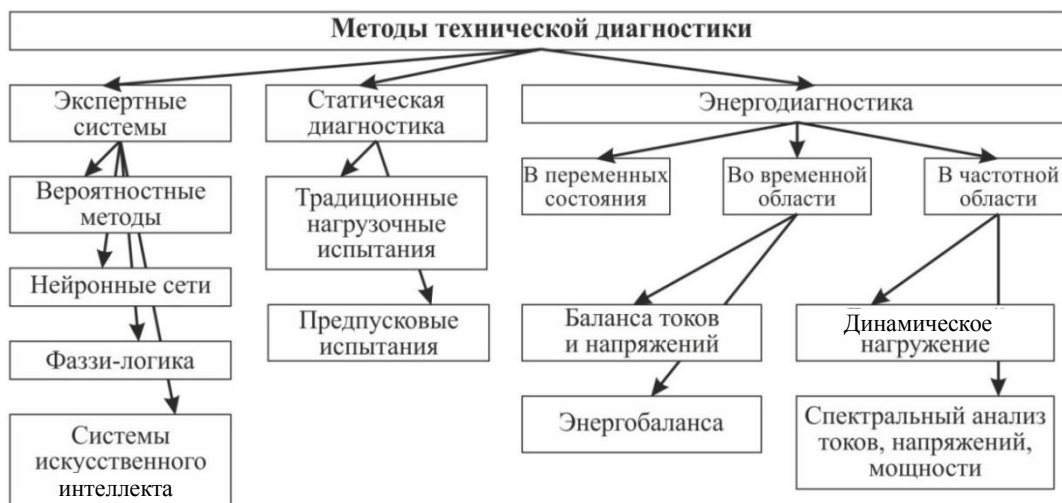 Методы технической диагностики
Экспертные
системы
Статическая
диагностика
Энергодиагностика
Вероятностные
методы
Традиционные
нагрузочные
испытания
В переменных
состояния
Во временной
области
В частотной
области
Нейронные сети
Предпусковые
испытания
Баланса токов
и напряжений
Динамическое
нагружение
Фаззи-логика
Системы
искусственного
интеллекта
Энергобаланса
Спектральный анализ
токов, напряжений,
мощности